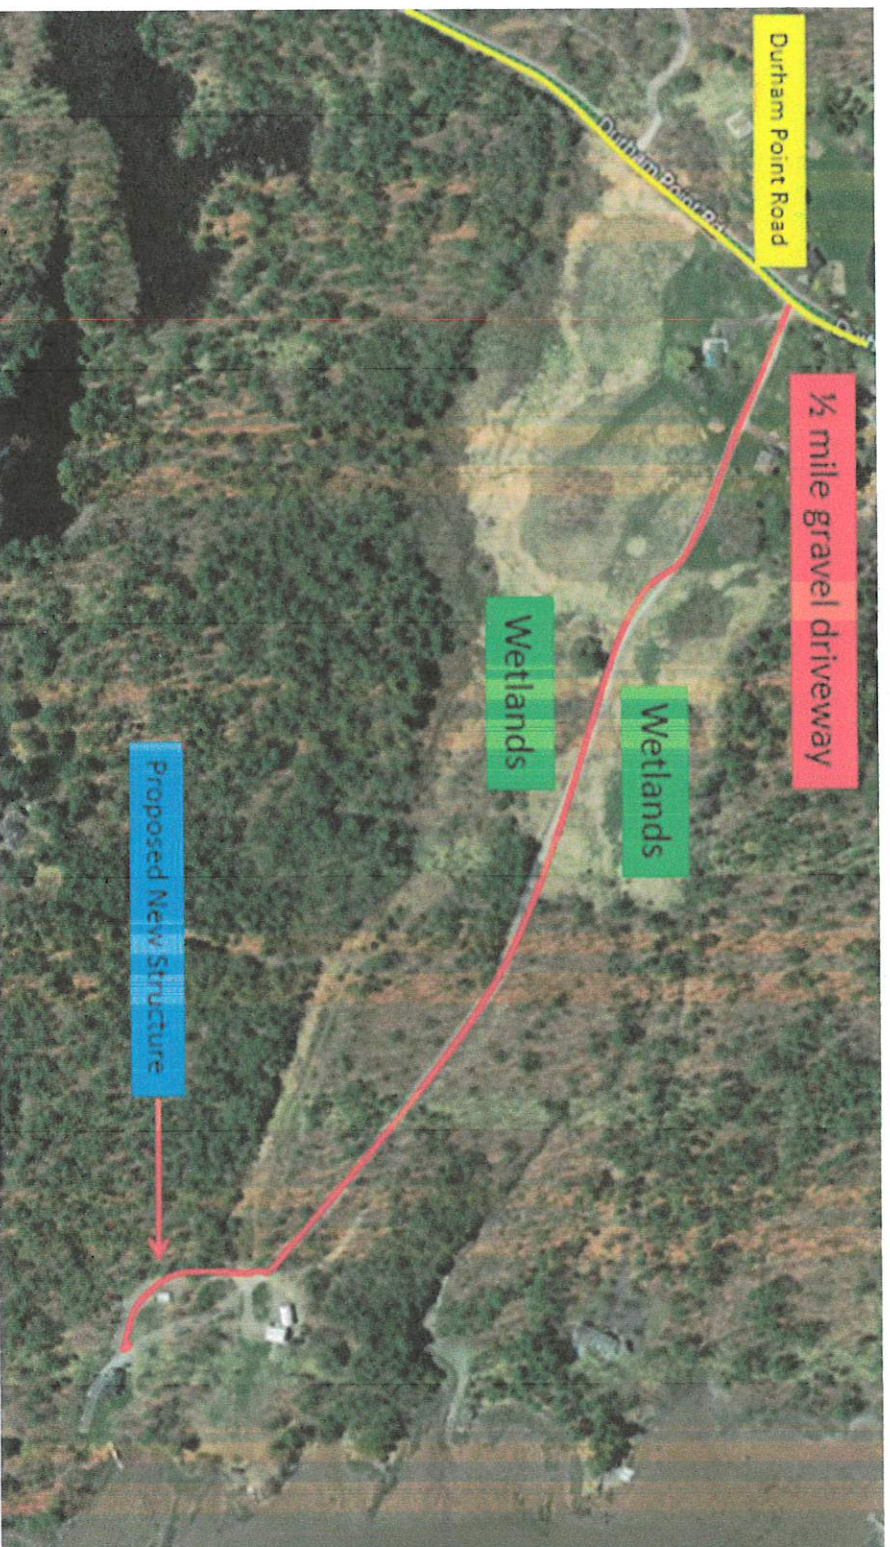 Durham Point Road
Durham Point Rd
½ mile gravel driveway
Wetlands
Wetlands
Proposed New Structure